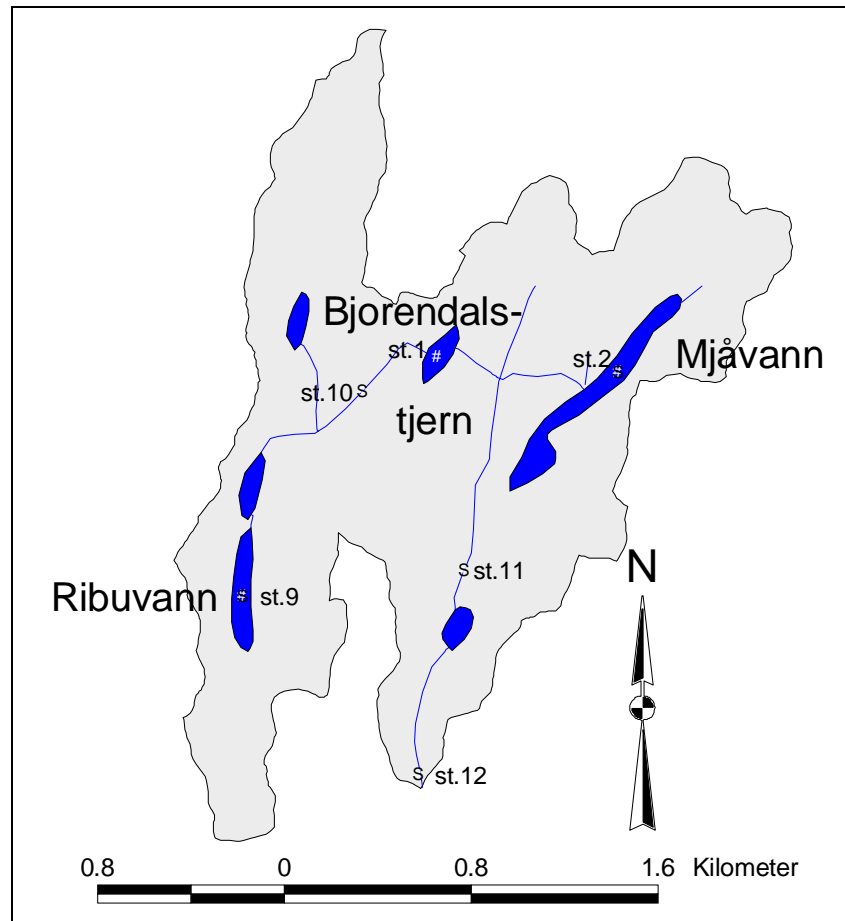 Bjorendals-
st.1
#
st.2
#
Mjåvann
st.10
S
tjern
S
st.11
N
Ribuvann
#
st.9
S
st.12
0.8
0
0.8
1.6
Kilometer